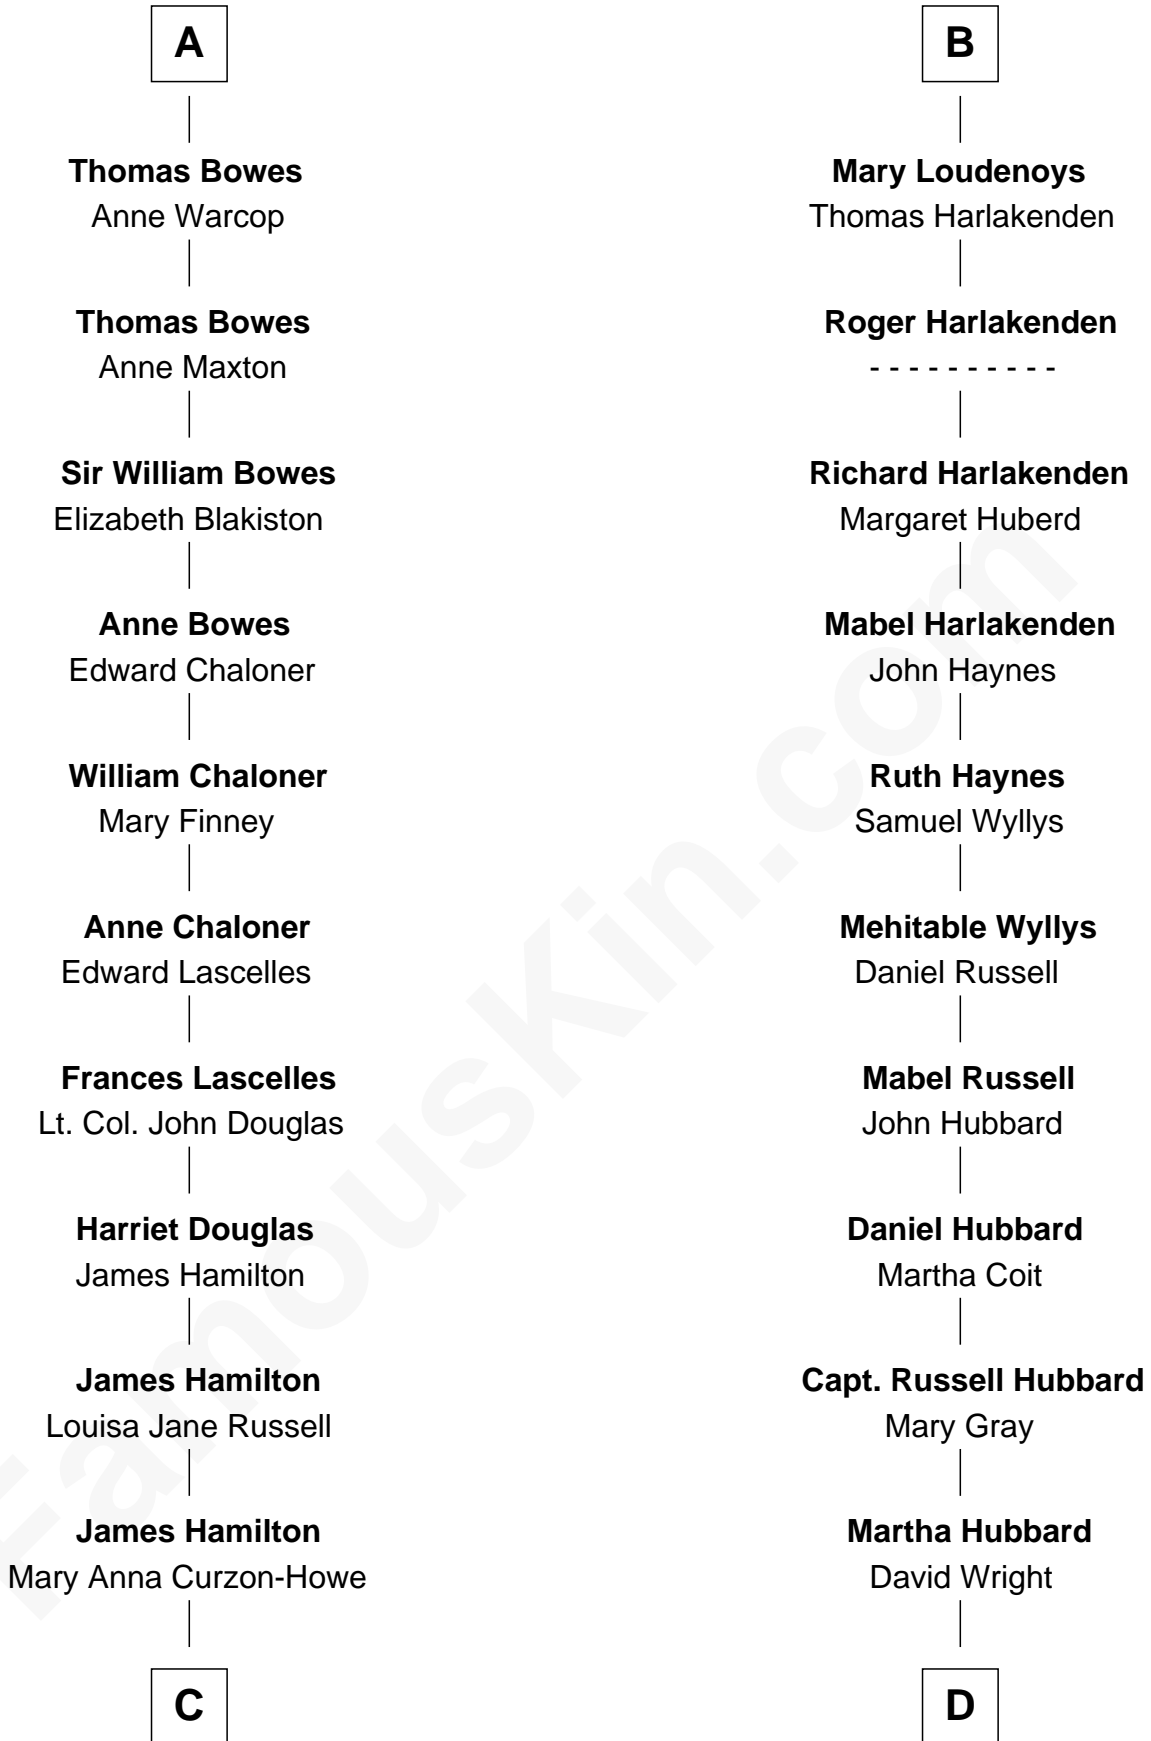 A
Thomas Bowes
Anne Warcop
Thomas Bowes
Anne Maxton
Sir William Bowes
Elizabeth Blakiston
Anne Bowes
Edward Chaloner
William Chaloner
Mary Finney
Anne Chaloner
Edward Lascelles
Frances Lascelles
Lt. Col. John Douglas
Harriet Douglas
James Hamilton
James Hamilton
Louisa Jane Russell
James Hamilton
Mary Anna Curzon-Howe
C
B
Mary Loudenoys
Thomas Harlakenden
Roger Harlakenden
- - - - - - - - - -
Richard Harlakenden
Margaret Huberd
Mabel Harlakenden
John Haynes
Ruth Haynes
Samuel Wyllys
Mehitable Wyllys
Daniel Russell
Mabel Russell
John Hubbard
Daniel Hubbard
Martha Coit
Capt. Russell Hubbard
Mary Gray
Martha Hubbard
David Wright
D
FamousKin.com